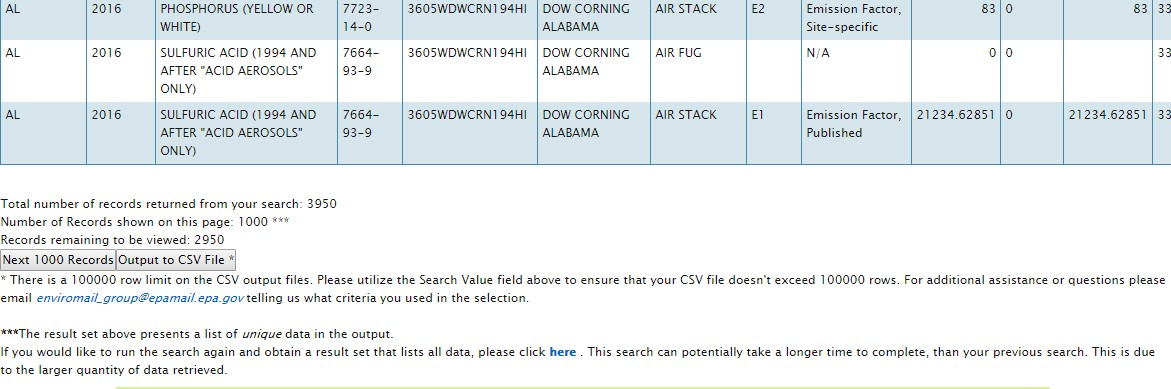 AL 2016 PHOSPHORUS (YELLOW OR 7723- 3605WDWCRN194HI DOW CORNING AIR STACK E2 Emission Factor, 83 0 83 33
WHITE) 14-0 ALABAMA Site-specific
AL 2016 SULFURIC ACID (1994 AND 7664- 3605WDWCRN194HI DOW CORNING AIR FUG N/A 0 0 33
AFTER "ACID AEROSOLS" 93-9 ALABAMA
ONLY)
AL 2016 SULFURIC ACID (1994 AND 7664- 3605WDWCRN194HI DOW CORNING AIR STACK E1 Emission Factor, 21234.62851 0 21234.62851 33
AFTER "ACID AEROSOLS" 93-9 ALABAMA Published
ONLY)
Total number of records returned from your search: 3950
Number of Records shown on this page: 1000 ***
Records remaining to be viewed: 2950
Next 1000 Records Output to CSV File *
* There is a 100000 row limit on the CSV output files. Please utilize the Search Value field above to ensure that your CSV file doesn't exceed 100000 rows. For additional assistance or questions please
email enviromail_group@epamail.epa.gov telling us what criteria you used in the selection.
***The result set above presents a list of unique data in the output.
If you would like to run the search again and obtain a result set that lists all data, please click here . This search can potentially take a longer time to complete, than your previous search. This is due
to the larger quantity of data retrieved.